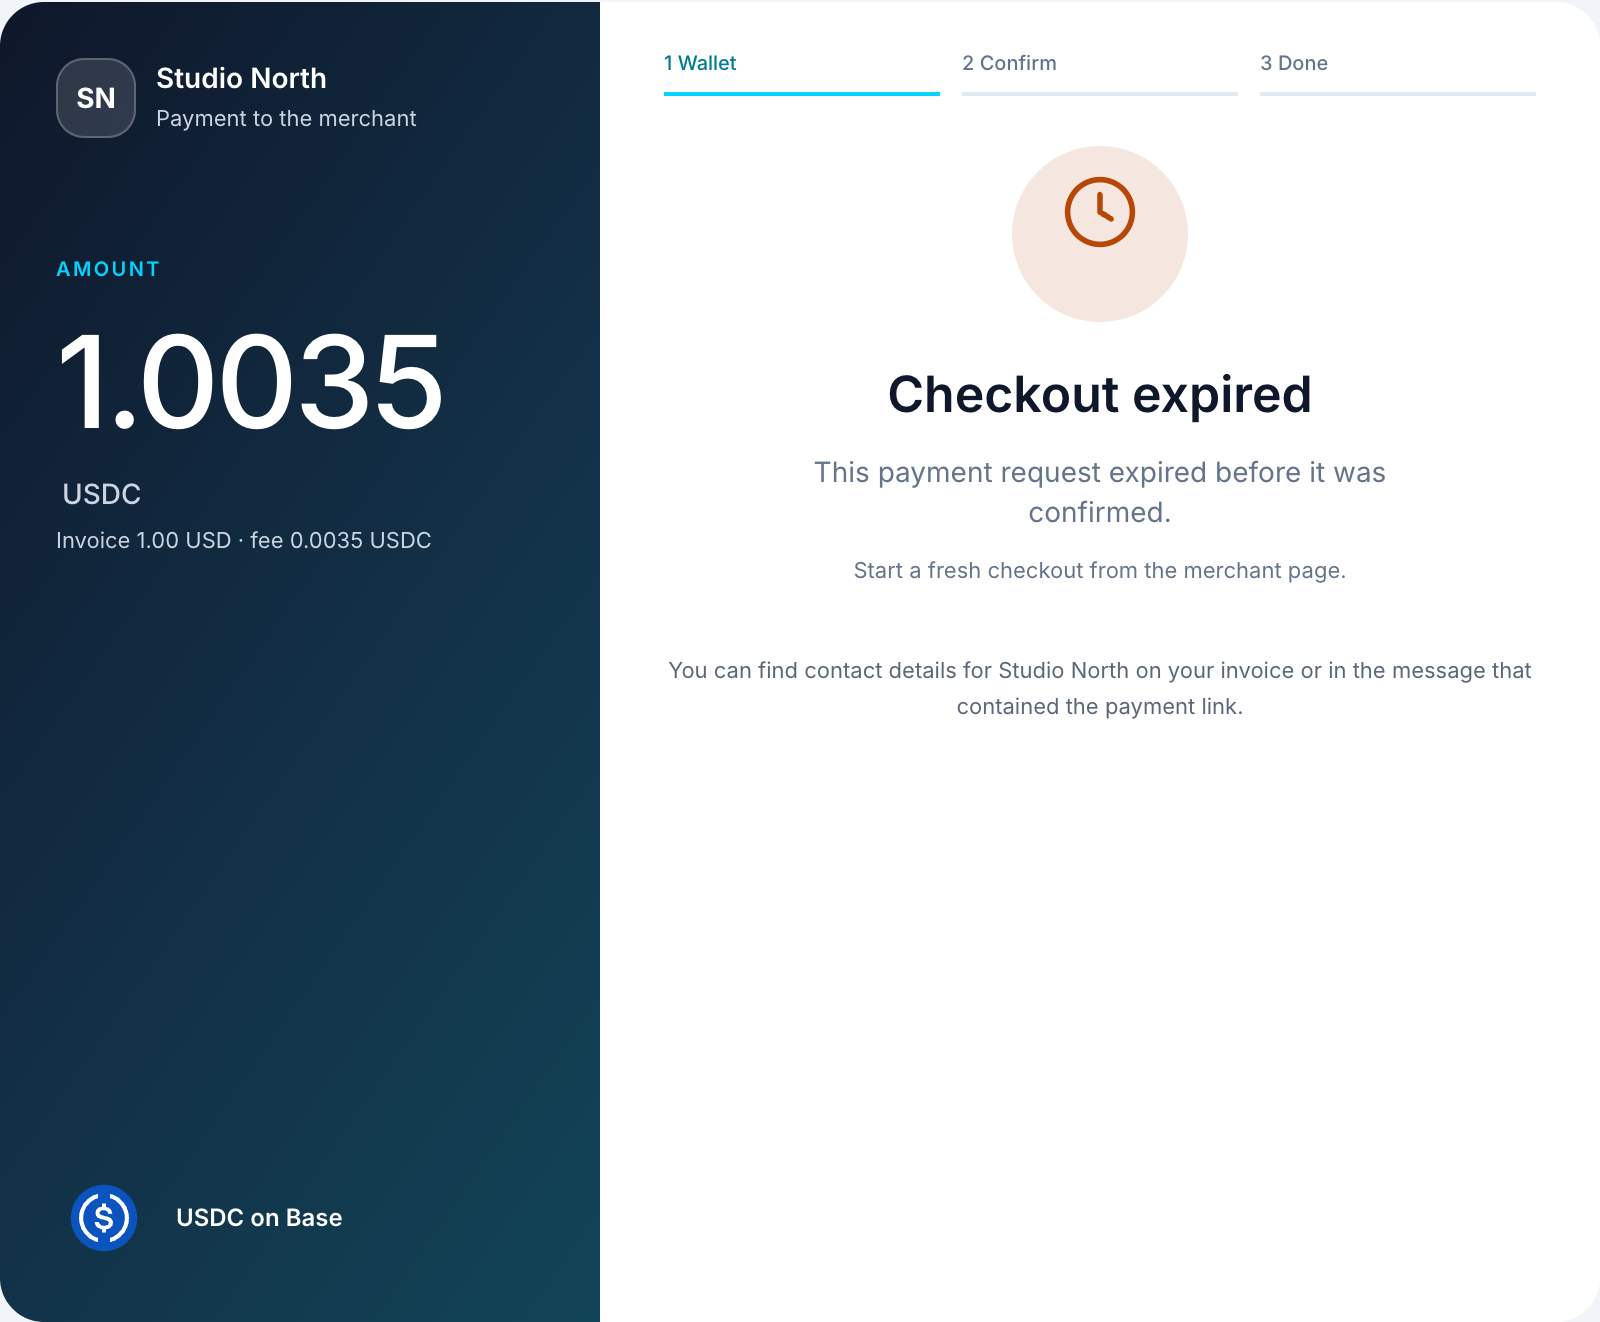 SN
Studio North
Payment to the merchant
AMOUNT
1.0035
USDC
Invoice 1.00 USD · fee 0.0035 USDC
$
USDC on Base
1 Wallet
2 Confirm
3 Done
Checkout expired
This payment request expired before it was
confirmed.
Start a fresh checkout from the merchant page.
You can find contact details for Studio North on your invoice or in the message that
contained the payment link.